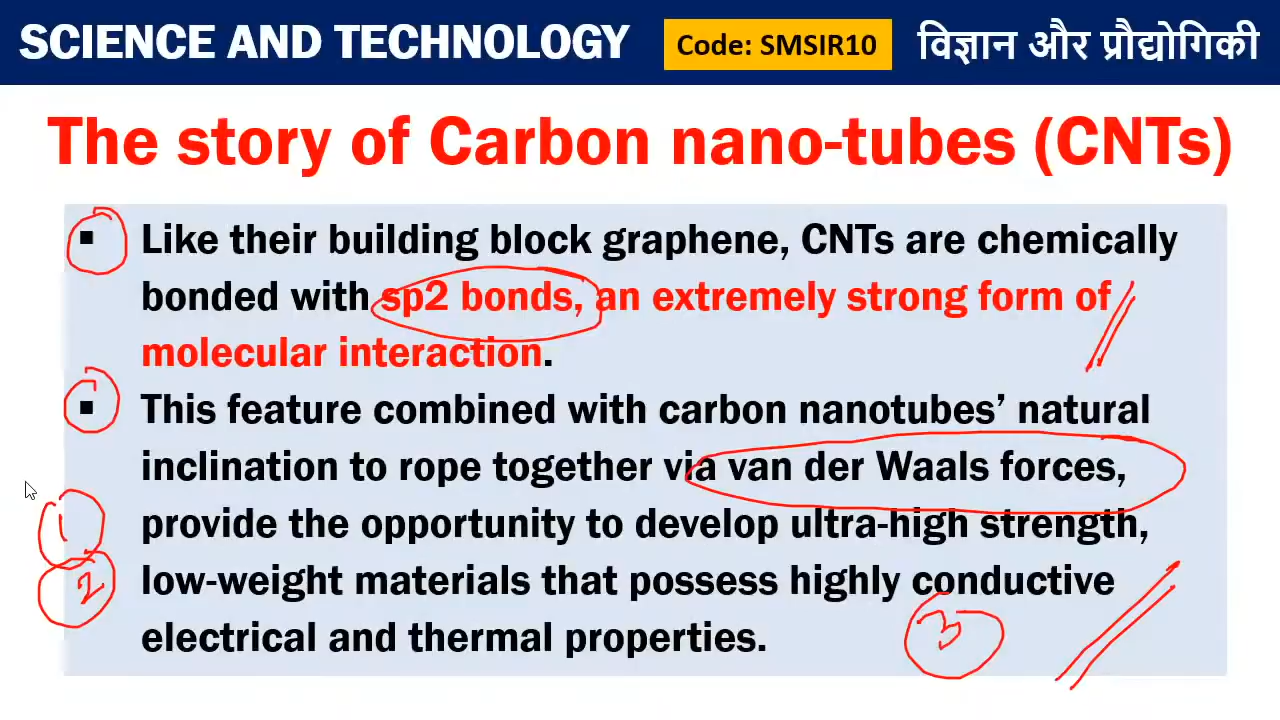 SCIENCE AND TECHNOLOGY
Code: SMSIR10
विज्ञान और प्रौद्योगिकी
The story of Carbon nano-tubes (CNTs)
▪ Like their building block graphene, CNTs are chemically
bonded with sp2 bonds, an extremely strong form of
molecular interaction.
▪ This feature combined with carbon nanotubes’ natural
inclination to rope together via van der Waals forces,
provide the opportunity to develop ultra-high strength,
1
low-weight materials that possess highly conductive
2
electrical and thermal properties.
3